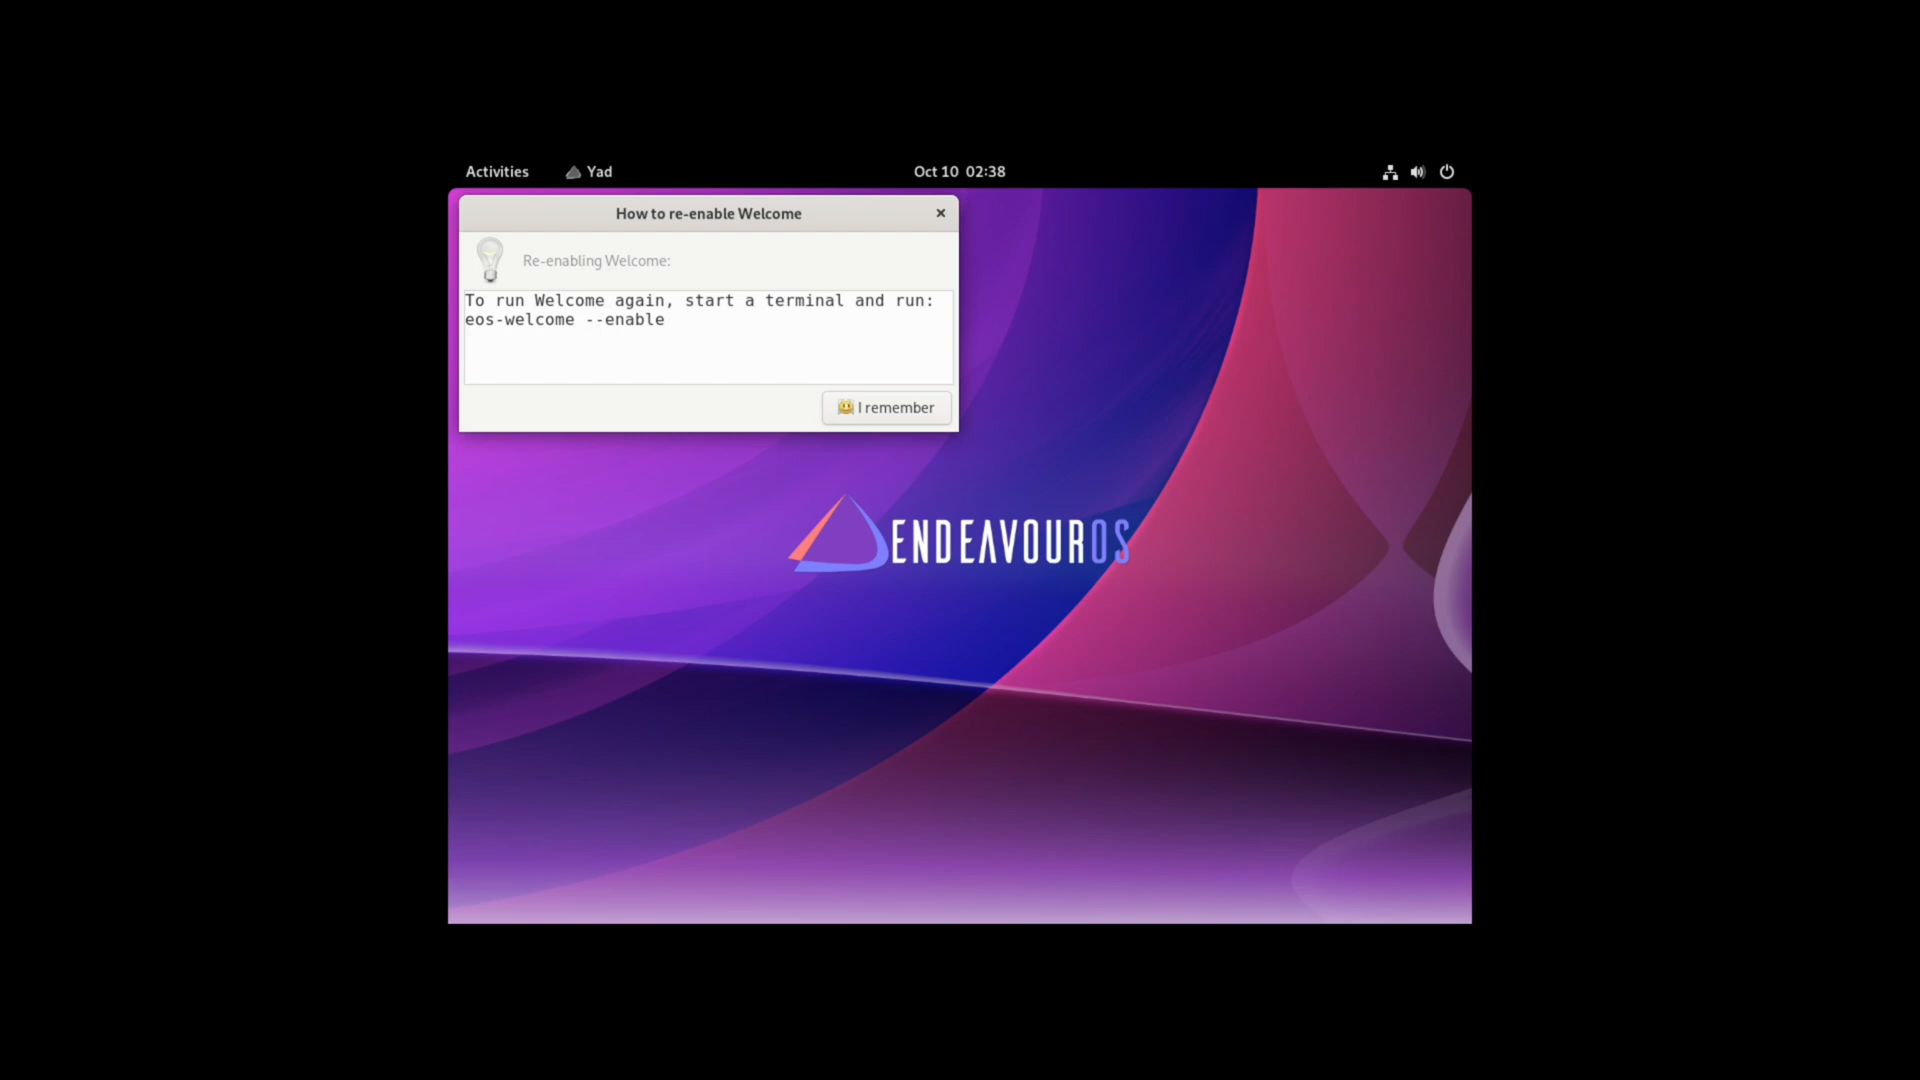 Activities Yad Oct 10 02:38
How to re-enable Welcome
Re-enabling Welcome:
To run Welcome again, start a terminal and run:
eos-welcome --enable
I remember
ENDEAVOUROS